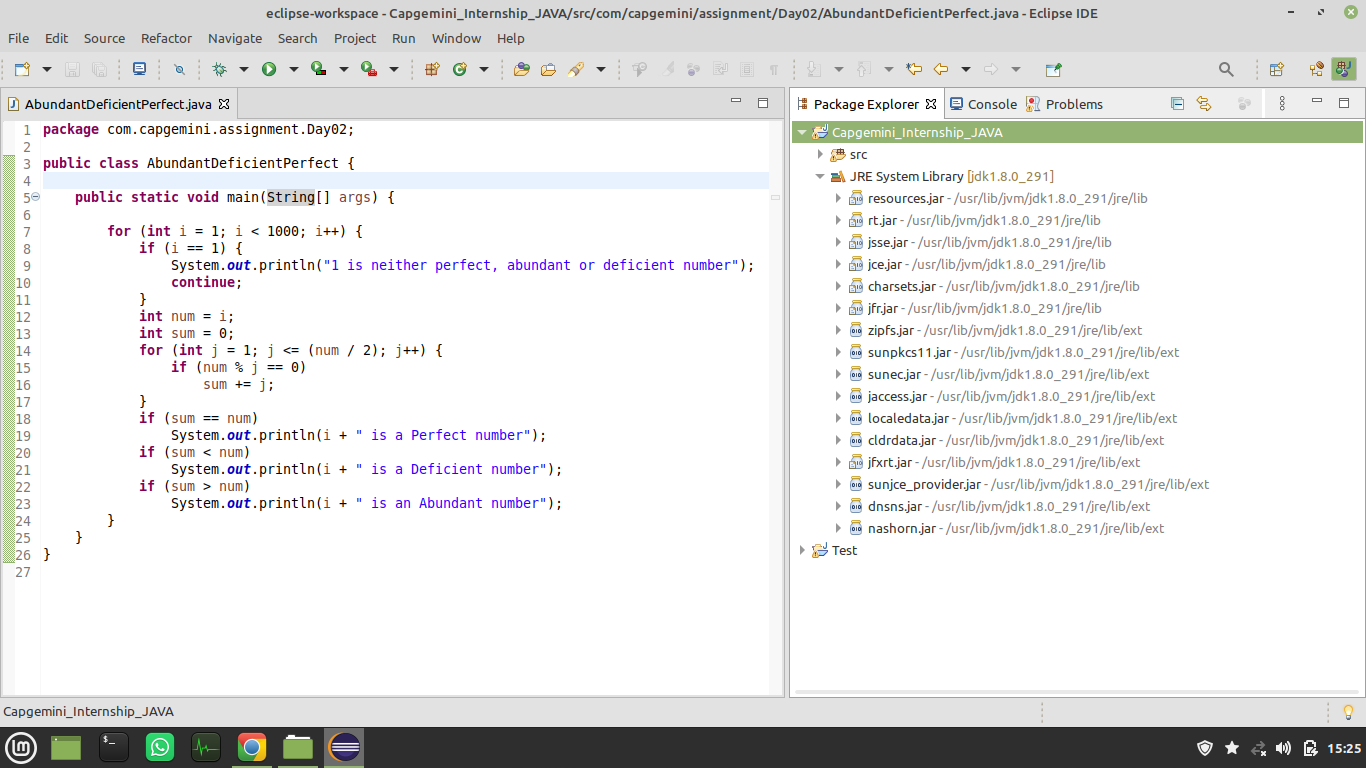 eclipse-workspace - Capgemini_Internship_JAVA/src/com/capgemini/assignment/Day02/AbundantDeficientPerfect.java - Eclipse IDE
File Edit Source Refactor Navigate Search Project Run Window Help
AbundantDeficientPerfect.java
1 package com.capgemini.assignment.Day02;
2
3 public class AbundantDeficientPerfect {
4
5 public static void main(String[] args) {
6
7 for (int i = 1; i < 1000; i++) {
8 if (i == 1) {
9 System.out.println("1 is neither perfect, abundant or deficient number");
10 continue;
11 }
12 int num = i;
13 int sum = 0;
14 for (int j = 1; j <= (num / 2); j++) {
15 if (num % j == 0)
16 sum += j;
17 }
18 if (sum == num)
19 System.out.println(i + " is a Perfect number");
20 if (sum < num)
21 System.out.println(i + " is a Deficient number");
22 if (sum > num)
23 System.out.println(i + " is an Abundant number");
24 }
25 }
26 }
27
Package Explorer Console Problems
Capgemini_Internship_JAVA
src
JRE System Library [jdk1.8.0_291]
resources.jar - /usr/lib/jvm/jdk1.8.0_291/jre/lib
rt.jar - /usr/lib/jvm/jdk1.8.0_291/jre/lib
jsse.jar - /usr/lib/jvm/jdk1.8.0_291/jre/lib
jce.jar - /usr/lib/jvm/jdk1.8.0_291/jre/lib
charsets.jar - /usr/lib/jvm/jdk1.8.0_291/jre/lib
jfr.jar - /usr/lib/jvm/jdk1.8.0_291/jre/lib
zipfs.jar - /usr/lib/jvm/jdk1.8.0_291/jre/lib/ext
sunpkcs11.jar - /usr/lib/jvm/jdk1.8.0_291/jre/lib/ext
sunec.jar - /usr/lib/jvm/jdk1.8.0_291/jre/lib/ext
jaccess.jar - /usr/lib/jvm/jdk1.8.0_291/jre/lib/ext
localedata.jar - /usr/lib/jvm/jdk1.8.0_291/jre/lib/ext
cldrdata.jar - /usr/lib/jvm/jdk1.8.0_291/jre/lib/ext
jfxrt.jar - /usr/lib/jvm/jdk1.8.0_291/jre/lib/ext
sunjce_provider.jar - /usr/lib/jvm/jdk1.8.0_291/jre/lib/ext
dnsns.jar - /usr/lib/jvm/jdk1.8.0_291/jre/lib/ext
nashorn.jar - /usr/lib/jvm/jdk1.8.0_291/jre/lib/ext
Test
Capgemini_Internship_JAVA
15:25